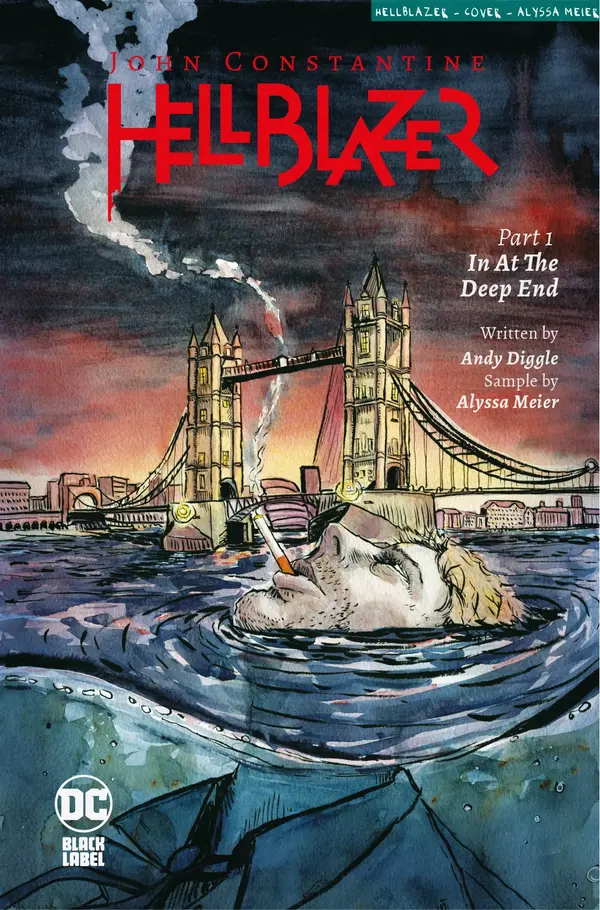 HELLBLAZER - COVER - ALYSSA MEIER
JOHN CONSTANTINE
HELLBLAZER
Part 1
In At The
Deep End
Written by
Andy Diggle
Sample by
Alyssa Meier
DC
BLACK
LABEL